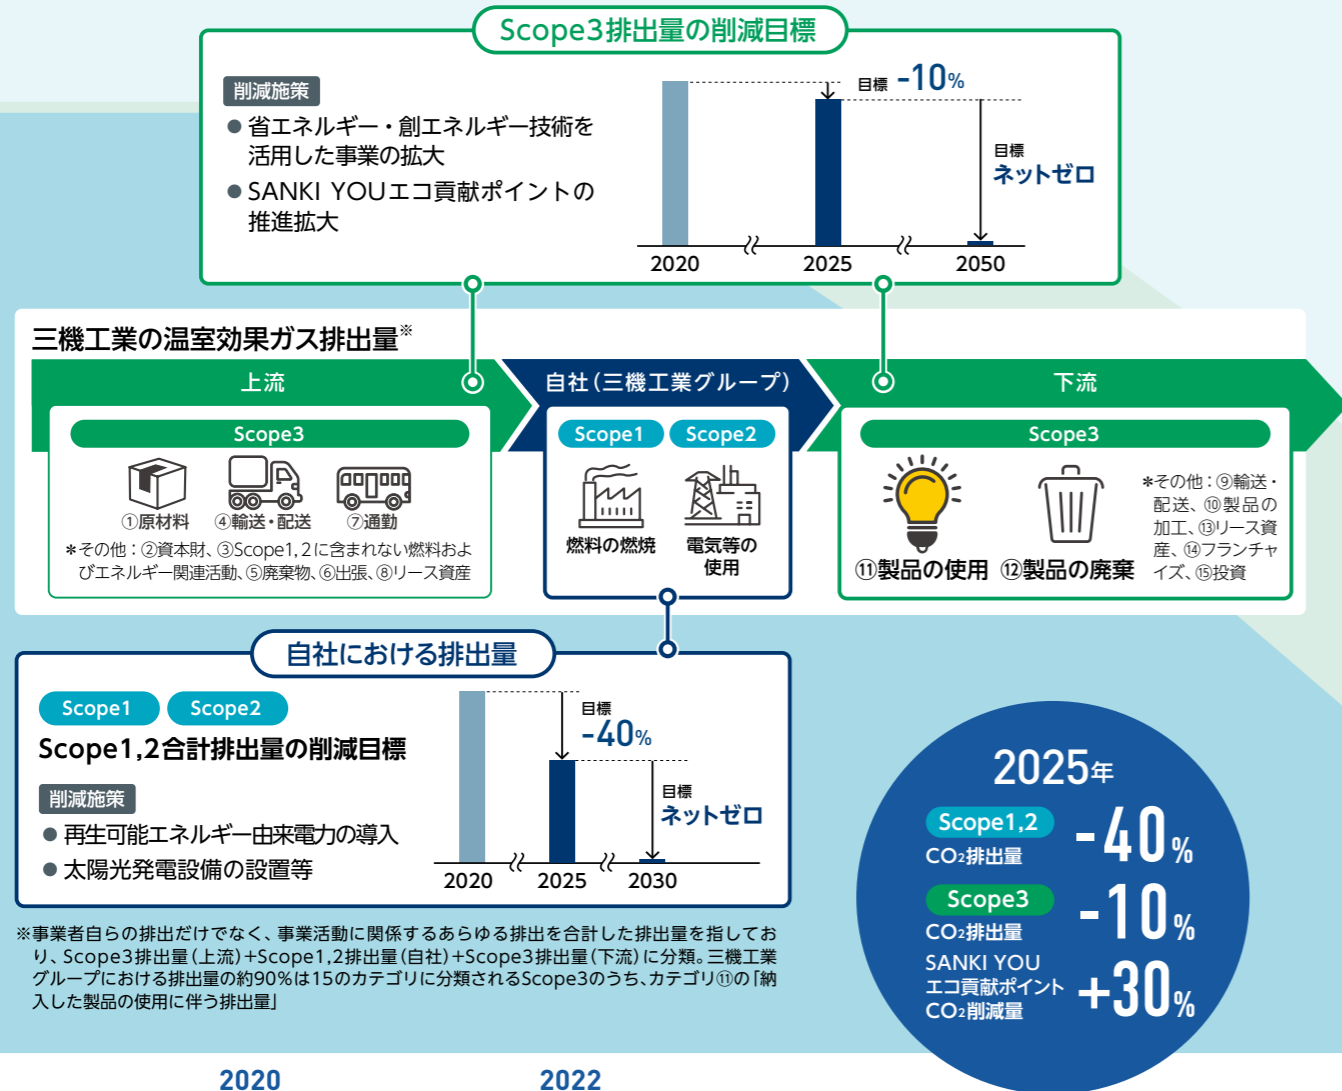 Scope3排出量の削減目標
削減施策
●省エネルギー・創エネルギー技術を
活用した事業の拡大
●SANKI YOUエコ貢献ポイントの
推進拡大
目標 -10%
目標
ネットゼロ
2020 2025 2050
三機工業の温室効果ガス排出量※
上流
自社(三機工業グループ)
下流
Scope3
①原材料 ④輸送・配送 ⑦通勤
*その他:②資本財、③Scope1,2に含まれない燃料およ
びエネルギー関連活動、⑤廃棄物、⑥出張、⑧リース資産
Scope1 Scope2
燃料の燃焼
電気等の
使用
Scope3
⑪製品の使用 ⑫製品の廃棄
*その他:⑨輸送・
配送、⑩製品の
加工、⑬リース資
産、⑭フランチャ
イズ、⑮投資
自社における排出量
Scope1 Scope2
Scope1,2合計排出量の削減目標
削減施策
●再生可能エネルギー由来電力の導入
●太陽光発電設備の設置等
目標
-40%
目標
ネットゼロ
2020 2025 2030
※事業者自らの排出だけでなく、事業活動に関係するあらゆる排出を合計した排出量を指してお
り、Scope3排出量(上流)+Scope1,2排出量(自社)+Scope3排出量(下流)に分類。三機工業
グループにおける排出量の約90%は15のカテゴリに分類されるScope3のうち、カテゴリ⑪の「納
入した製品の使用に伴う排出量」
2025年
Scope1,2
CO2排出量
-40%
Scope3
CO2排出量
-10%
SANKI YOU
エコ貢献ポイント
CO2削減量
+30%
2020 2022